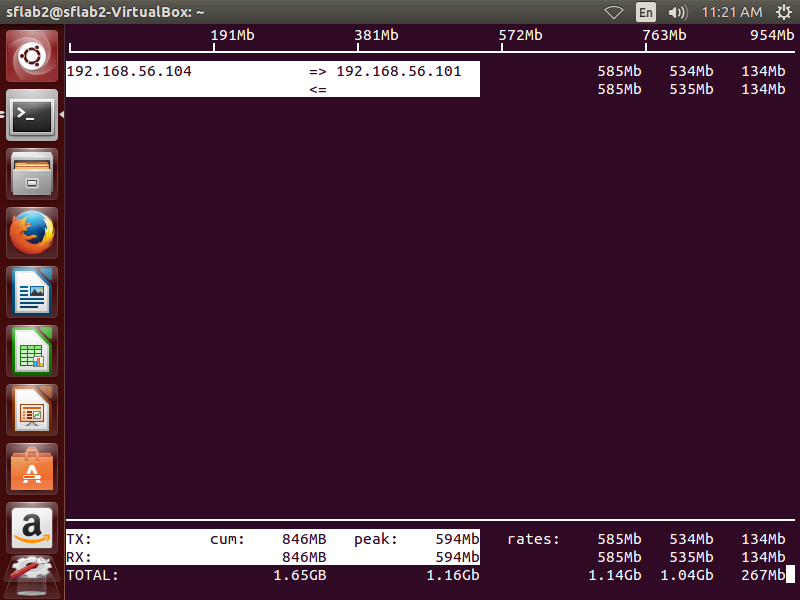 sflab2@sflab2-VirtualBox: ~ En 11:21 AM
191Mb 381Mb 572Mb 763Mb 954Mb
192.168.56.104 => 192.168.56.101 585Mb 534Mb 134Mb
<= 585Mb 535Mb 134Mb
TX: cum: 846MB peak: 594Mb rates: 585Mb 534Mb 134Mb
RX: 846MB 594Mb 585Mb 535Mb 134Mb
TOTAL: 1.65GB 1.16Gb 1.14Gb 1.04Gb 267Mb